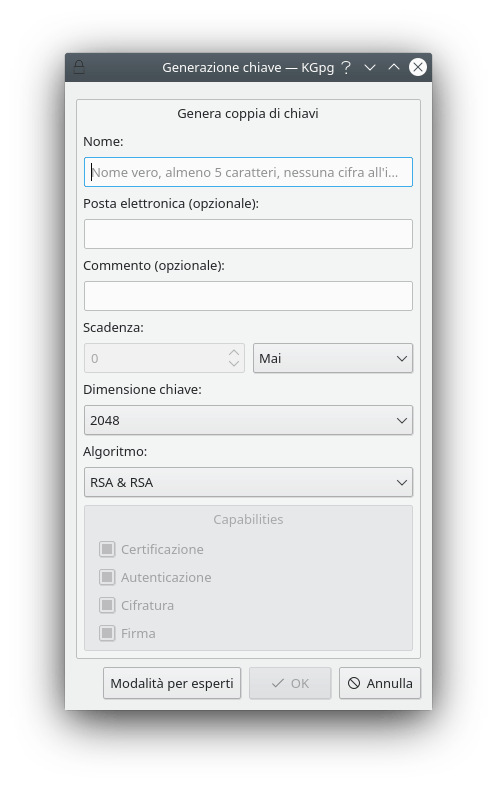 Generazione chiave — KGpg
Genera coppia di chiavi
Nome:
Nome vero, almeno 5 caratteri, nessuna cifra all'i...
Posta elettronica (opzionale):
Commento (opzionale):
Scadenza:
0 Mai
Dimensione chiave:
2048
Algoritmo:
RSA & RSA
Capabilities
Certificazione
Autenticazione
Cifratura
Firma
Modalità per esperti OK Annulla